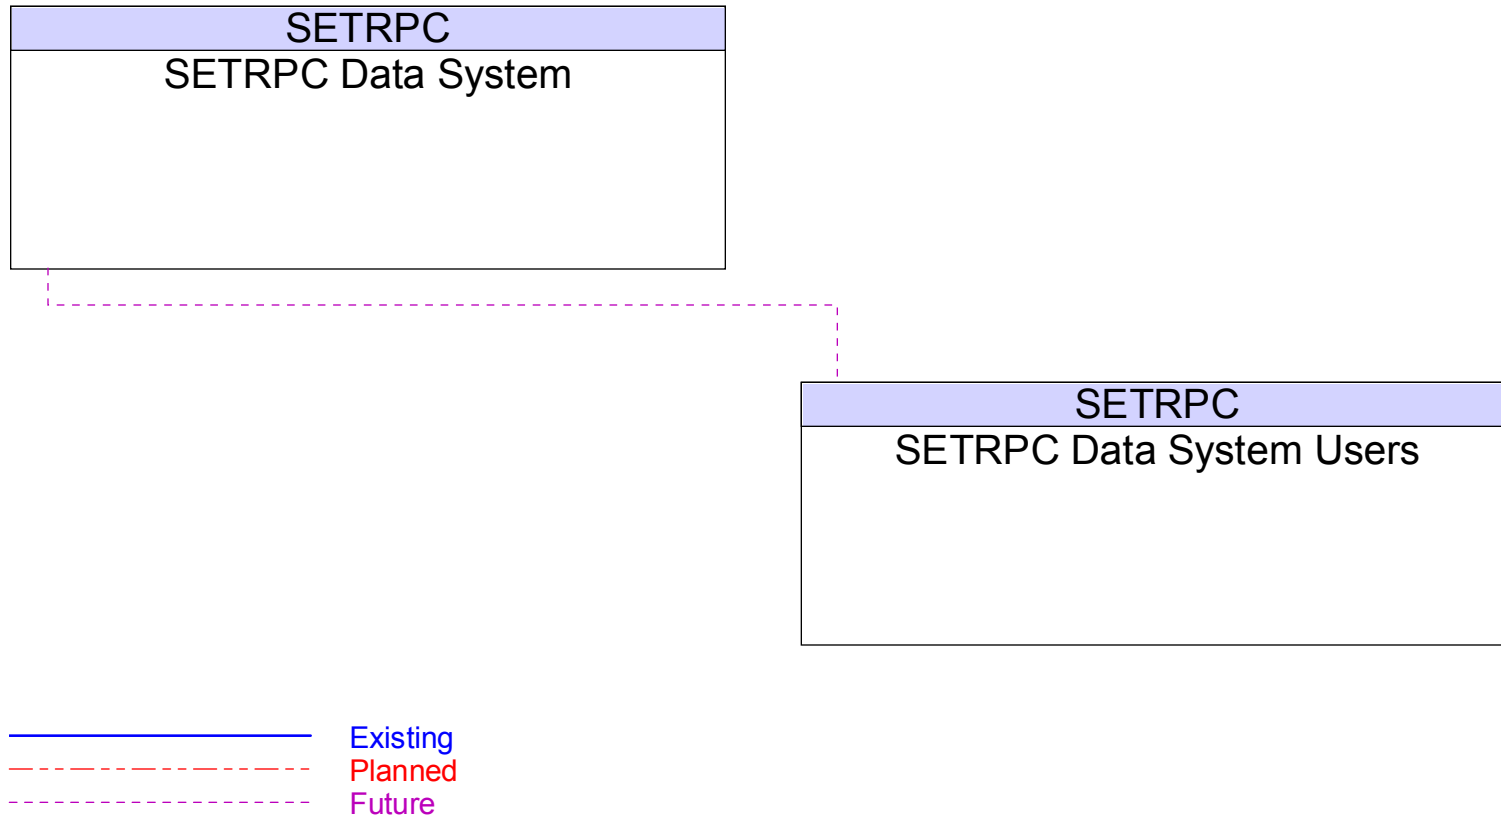 SETRPC
SETRPC Data System
SETRPC
SETRPC Data System Users
Existing
Planned
Future